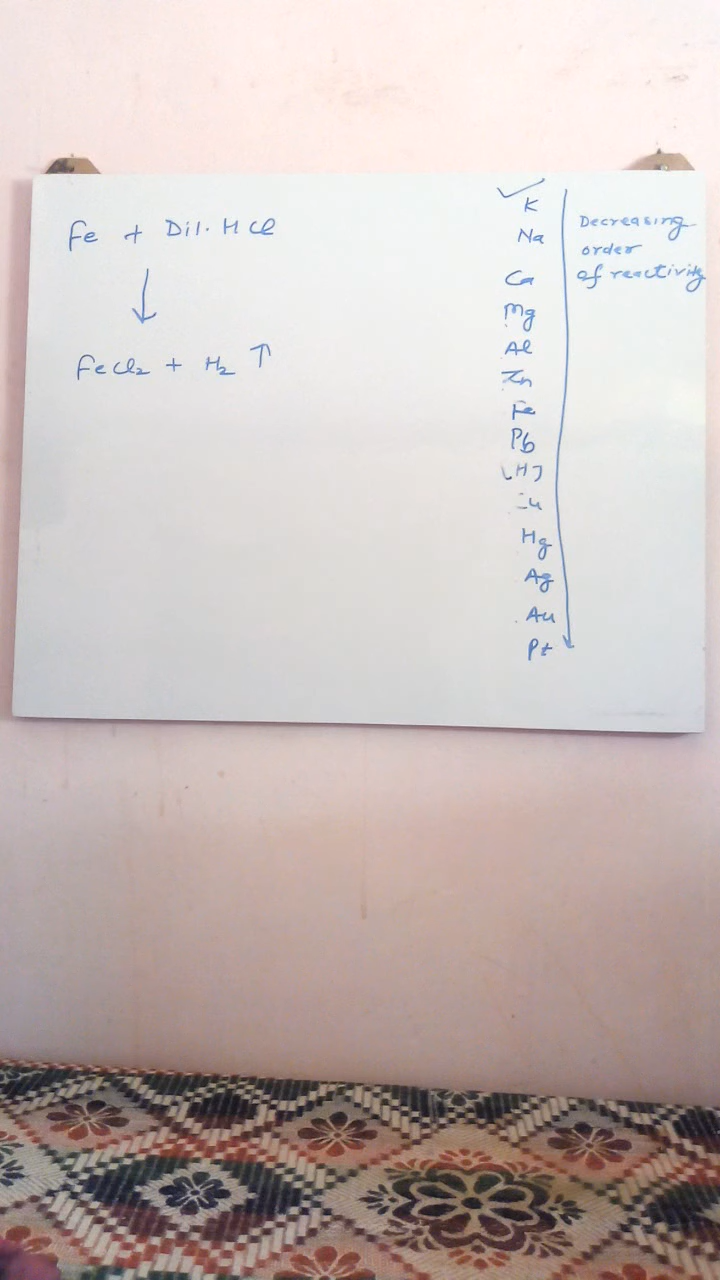 Fe + Dil. HCl
↓
FeCl₂ + H₂ ↑
✓
K
Na
Ca
Mg
Al
Zn
Fe
Pb
[H]
Cu
Hg
Ag
Au
Pt
Decreasing
order
of reactivity